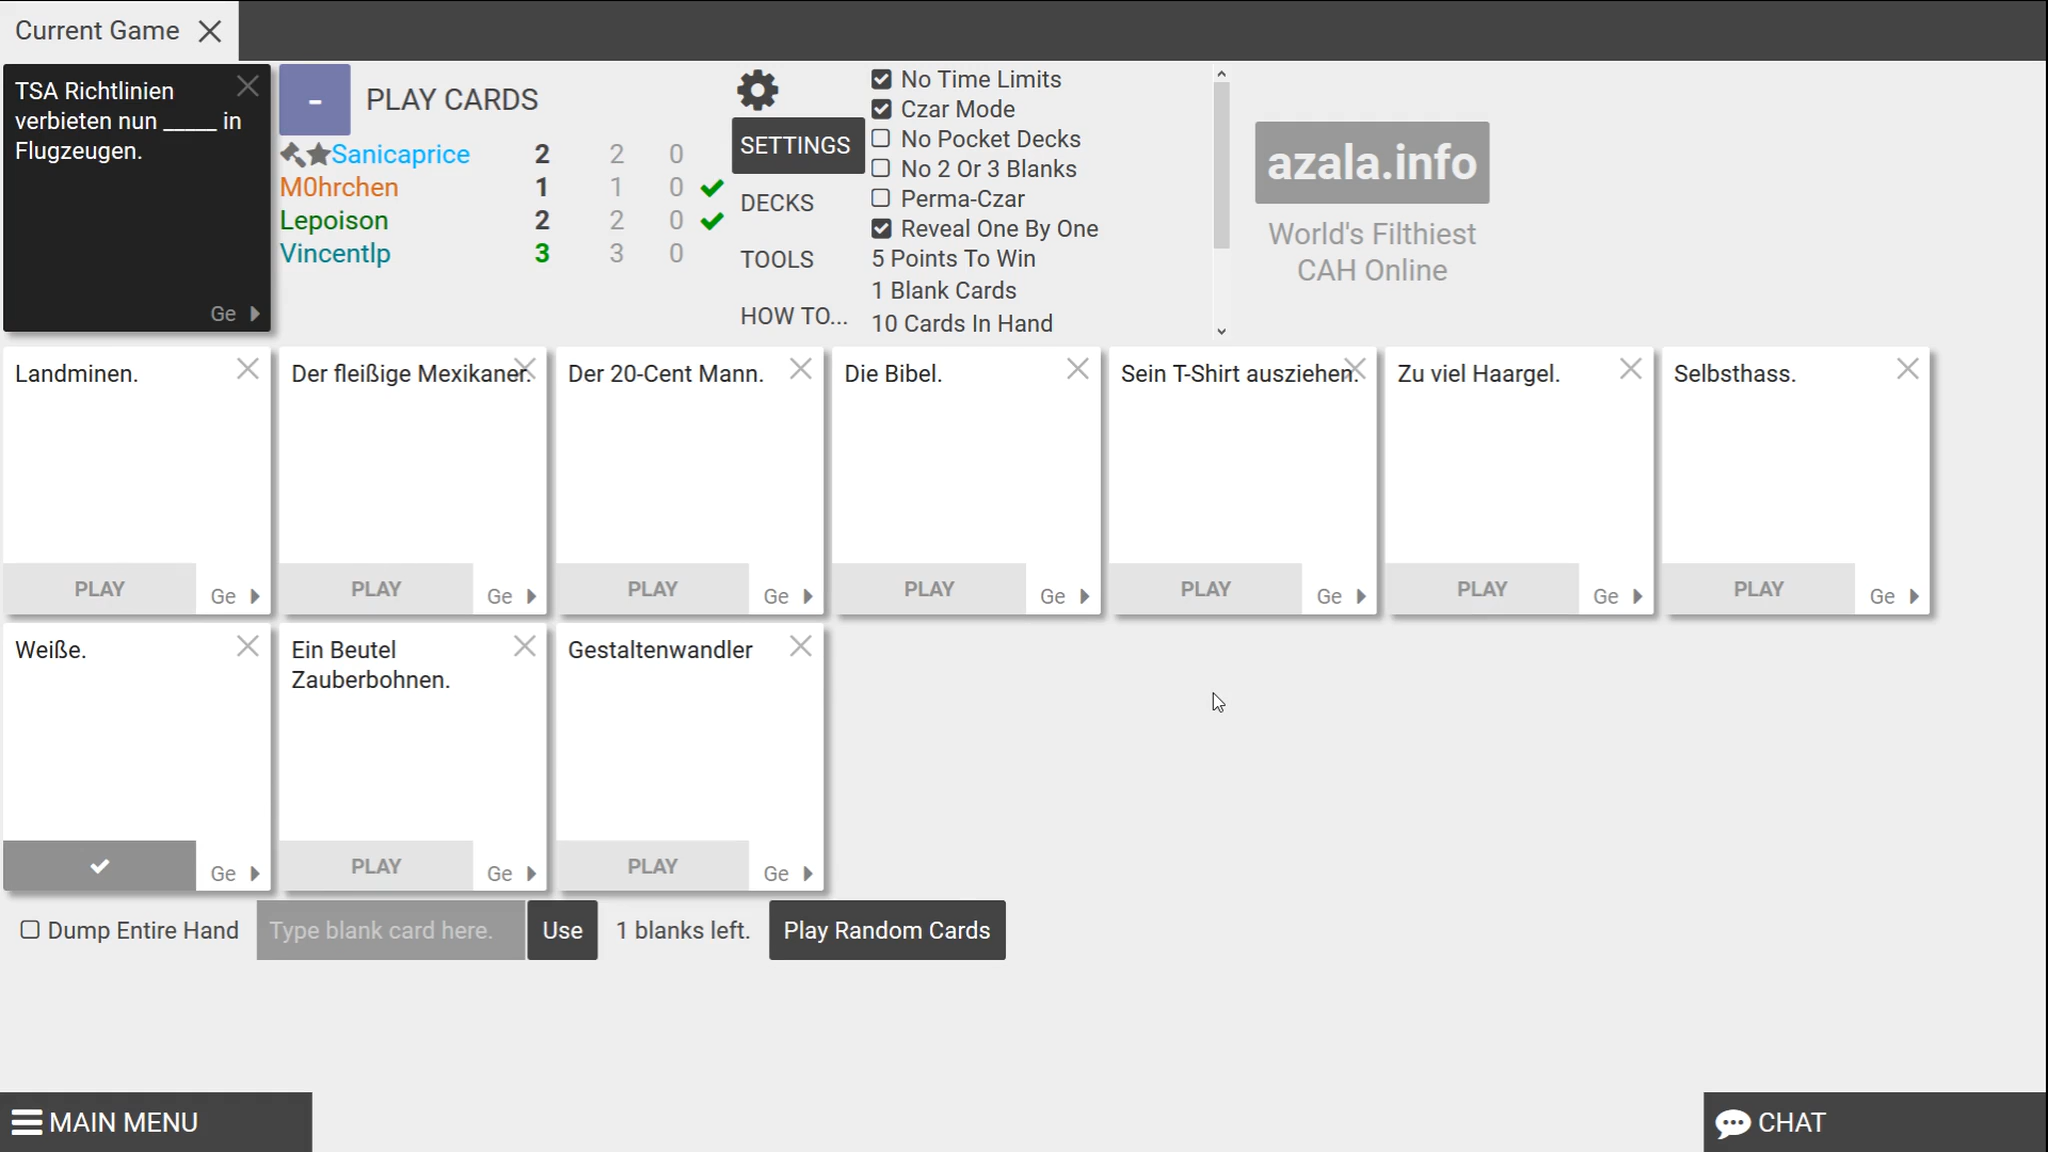 Current Game
TSA Richtlinien
verbieten nun _____ in
Flugzeugen.
Ge
-
PLAY CARDS
Sanicaprice 2 2 0
M0hrchen 1 1 0
Lepoison 2 2 0
Vincentlp 3 3 0
SETTINGS
DECKS
TOOLS
HOW TO...
No Time Limits
Czar Mode
No Pocket Decks
No 2 Or 3 Blanks
Perma-Czar
Reveal One By One
5 Points To Win
1 Blank Cards
10 Cards In Hand
azala.info
World's Filthiest
CAH Online
Landminen.
PLAY Ge
Der fleißige Mexikaner.
PLAY Ge
Der 20-Cent Mann.
PLAY Ge
Die Bibel.
PLAY Ge
Sein T-Shirt ausziehen.
PLAY Ge
Zu viel Haargel.
PLAY Ge
Selbsthass.
PLAY Ge
Weiße.
Ge
Ein Beutel
Zauberbohnen.
PLAY Ge
Gestaltenwandler
PLAY Ge
Dump Entire Hand Type blank card here. Use 1 blanks left. Play Random Cards
MAIN MENU
CHAT